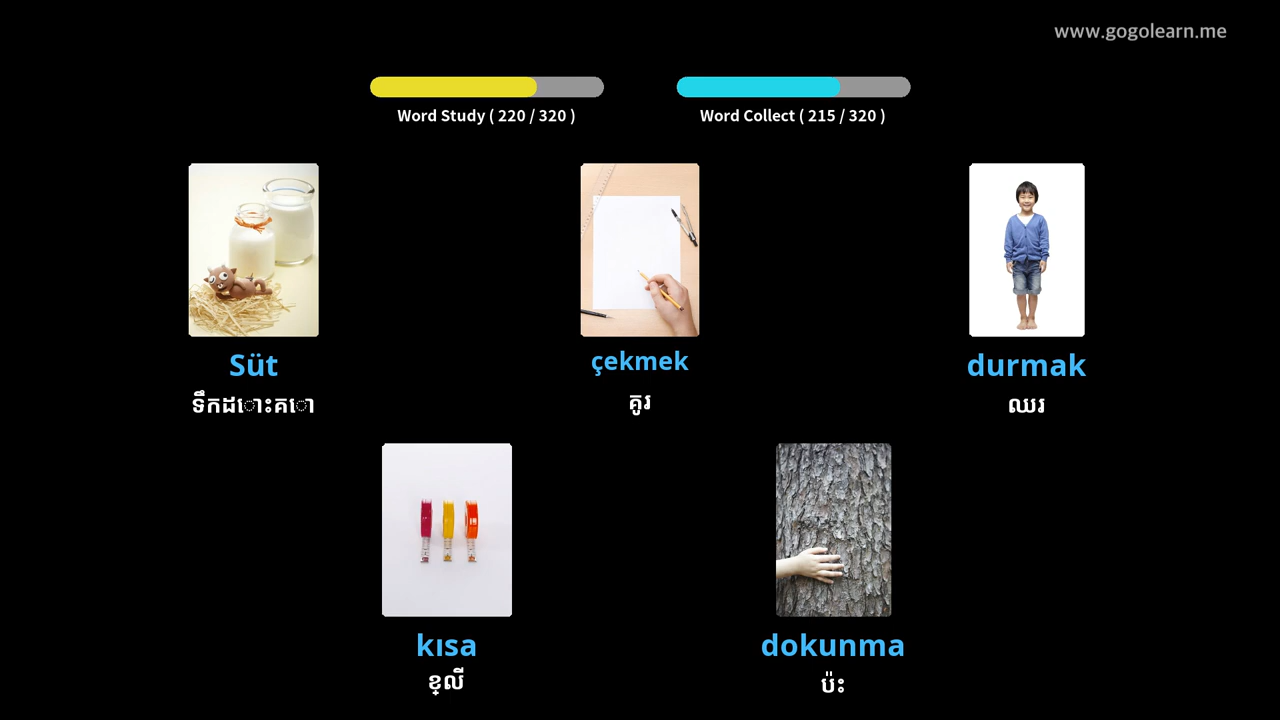 www.gogolearn.me
Word Study ( 220 / 320 )
Word Collect ( 215 / 320 )
Süt
çekmek
durmak
ទឹកដោះគោ
គូរ
ឈរ
kısa
dokunma
ខ្លី
ប៉ះ